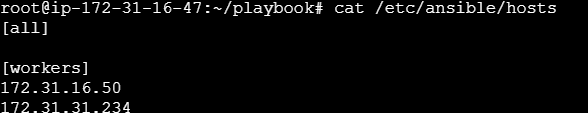 root@ip-172-31-16-47:~/playbook# cat /etc/ansible/hosts
[all]
[workers]
172.31.16.50
172.31.31.234